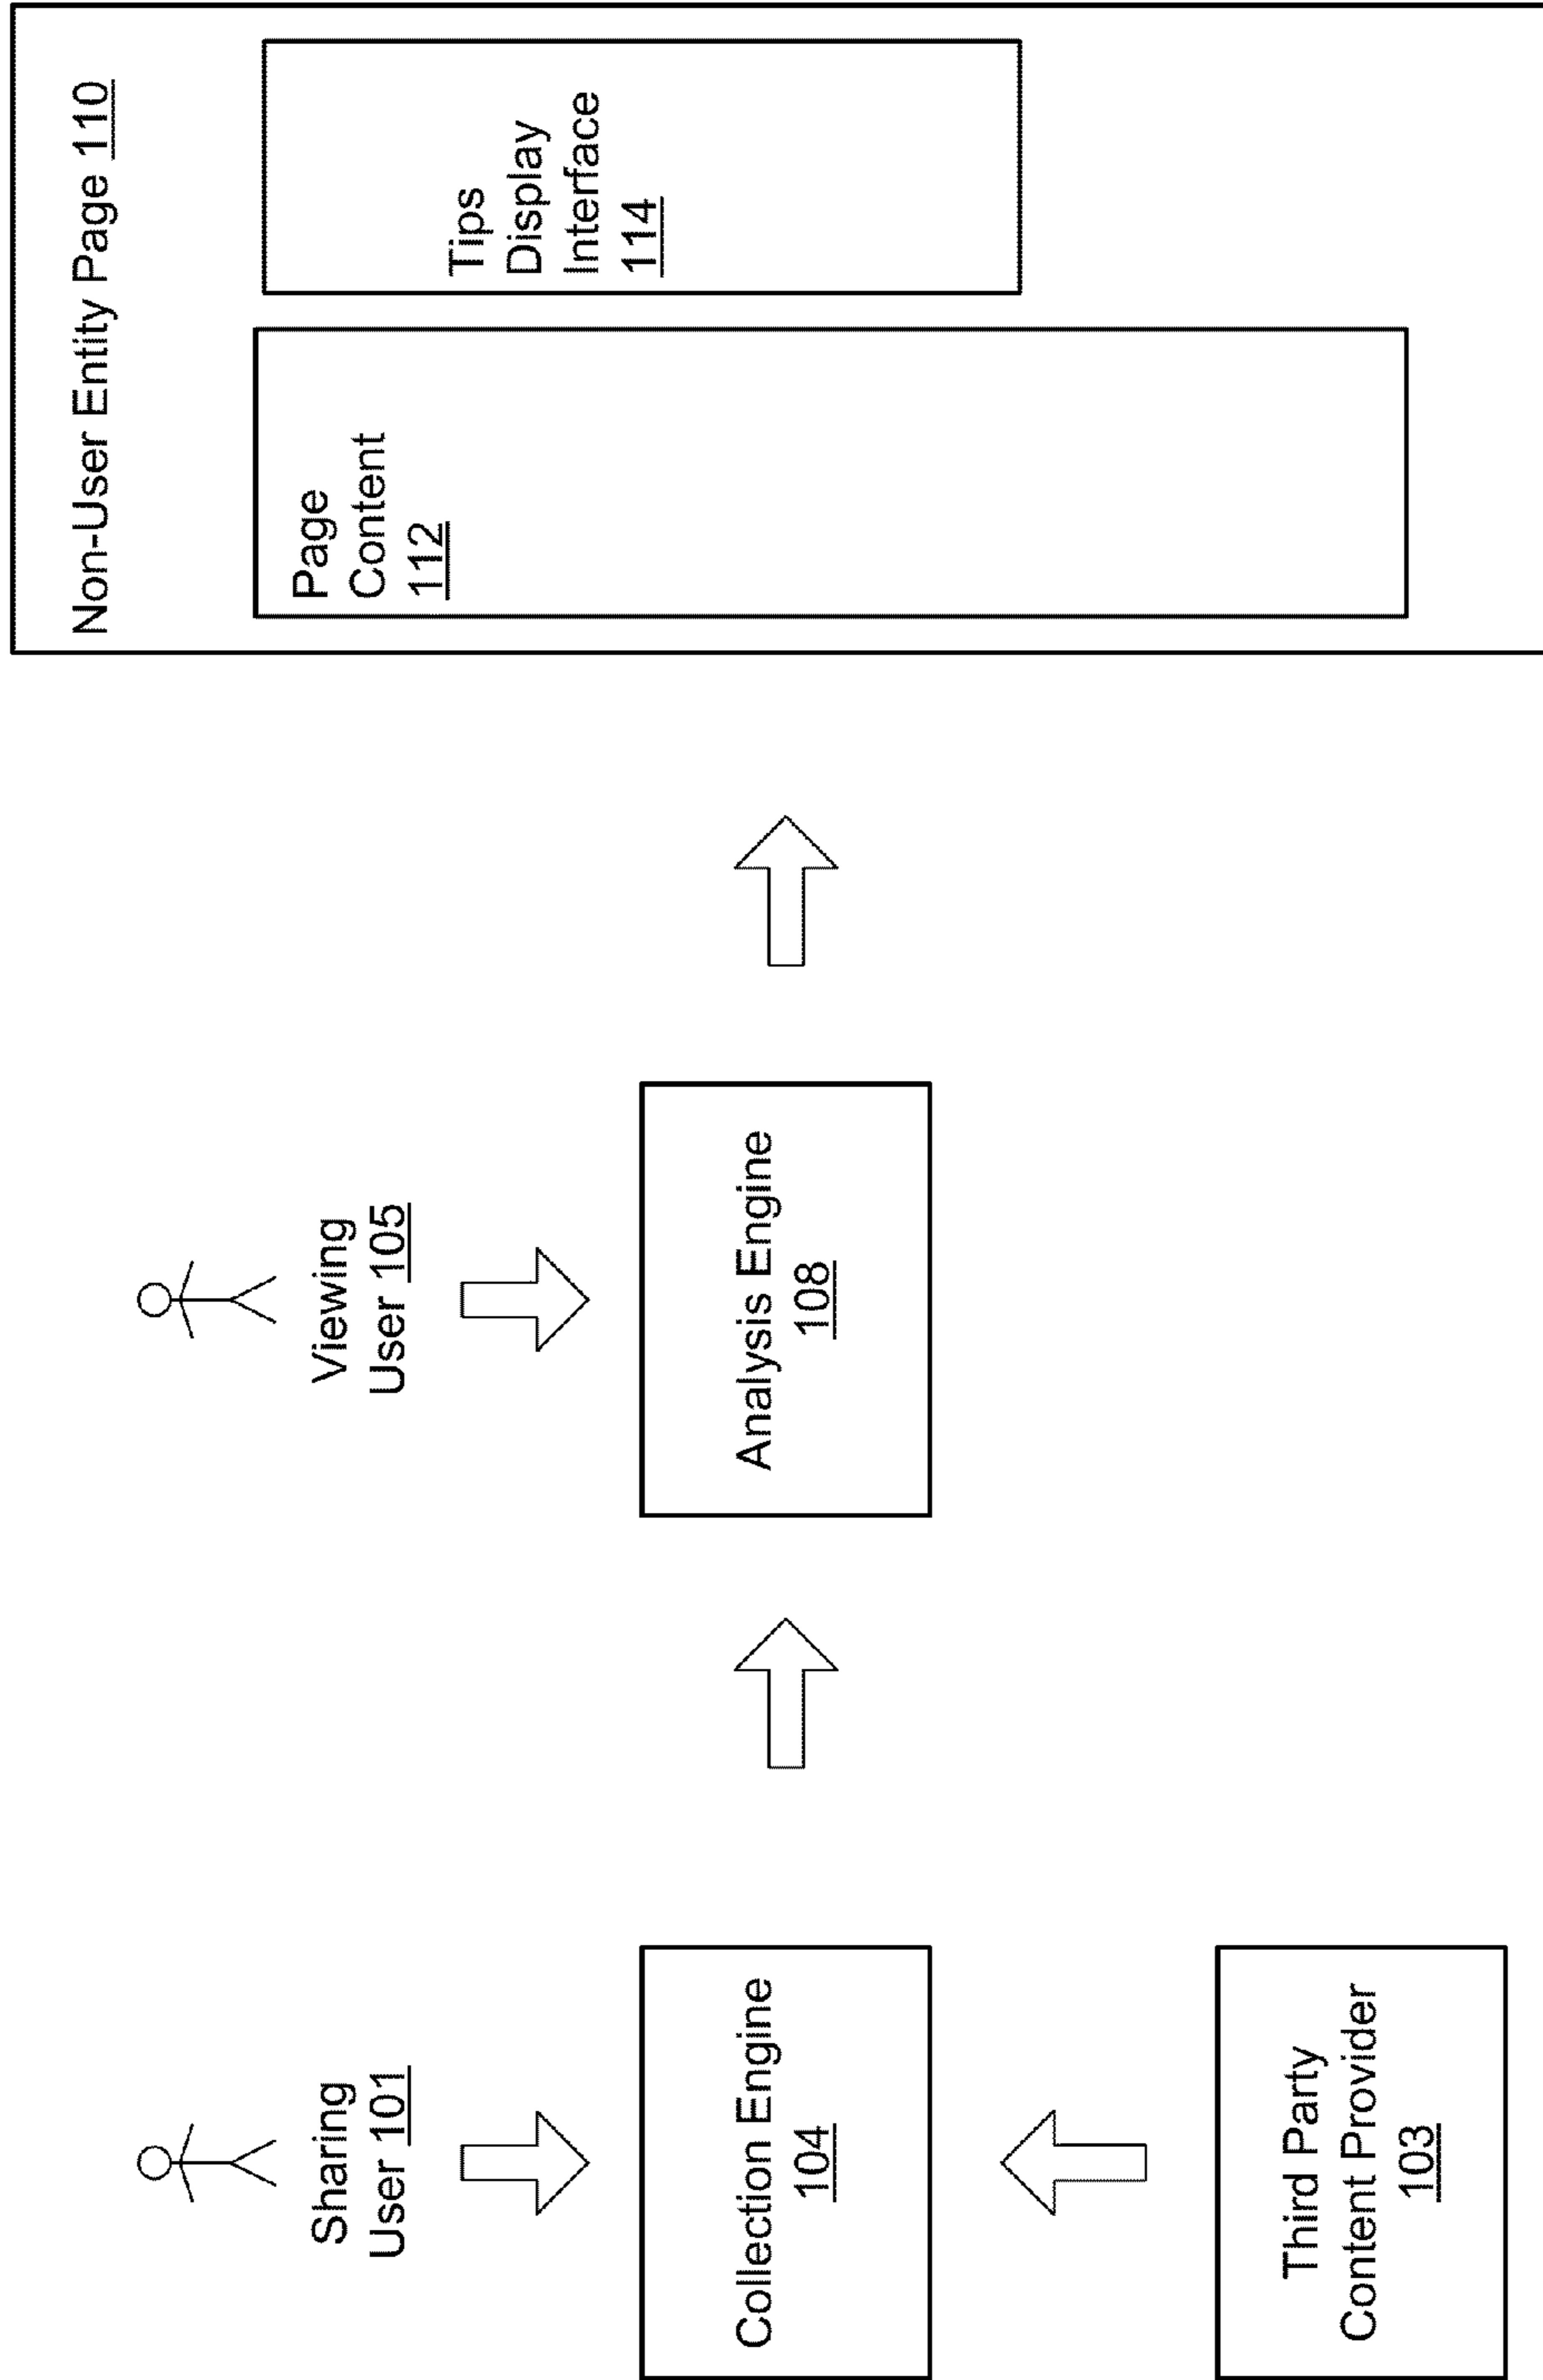 Sharing
User 101
Viewing
User 105
Collection Engine
104
Analysis Engine
108
Third Party
Content Provider
103
Non-User Entity Page 110
Page
Content
112
Tips
Display
Interface
114